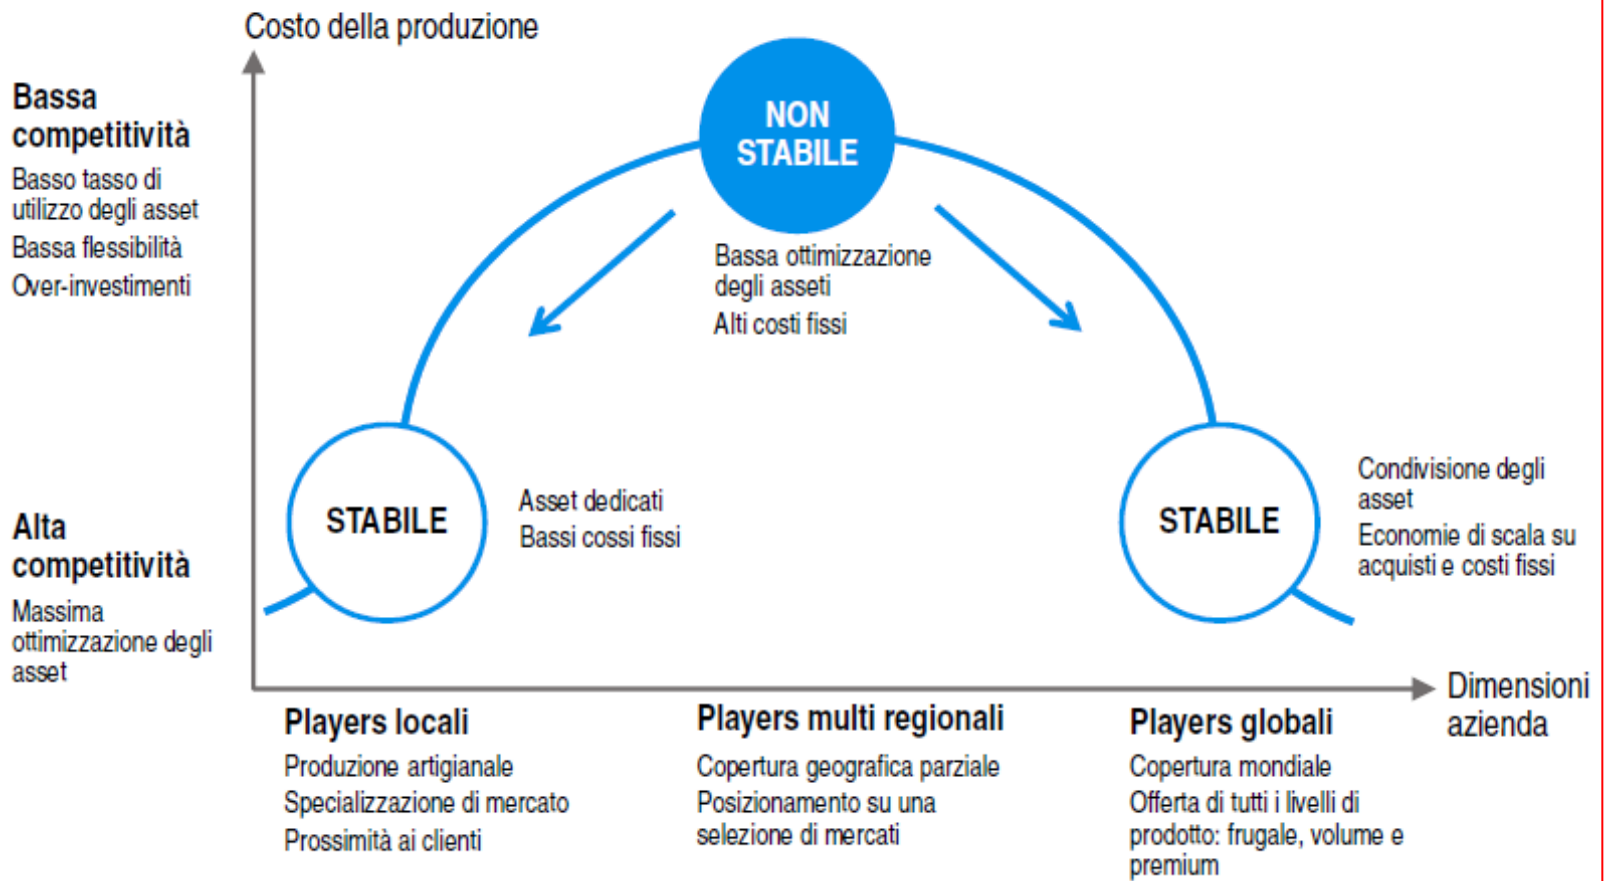 Costo della produzione
Bassa
competitività
Basso tasso di
utilizzo degli asset
Bassa flessibilità
Over-investimenti
NON
STABILE
Bassa ottimizzazione
degli asseti
Alti costi fissi
Alta
competitività
Massima
ottimizzazione degli
asset
STABILE
Asset dedicati
Bassi cossi fissi
STABILE
Condivisione degli
asset
Economie di scala su
acquisti e costi fissi
Dimensioni
azienda
Players locali
Produzione artigianale
Specializzazione di mercato
Prossimità ai clienti
Players multi regionali
Copertura geografica parziale
Posizionamento su una
selezione di mercati
Players globali
Copertura mondiale
Offerta di tutti i livelli di
prodotto: frugale, volume e
premium